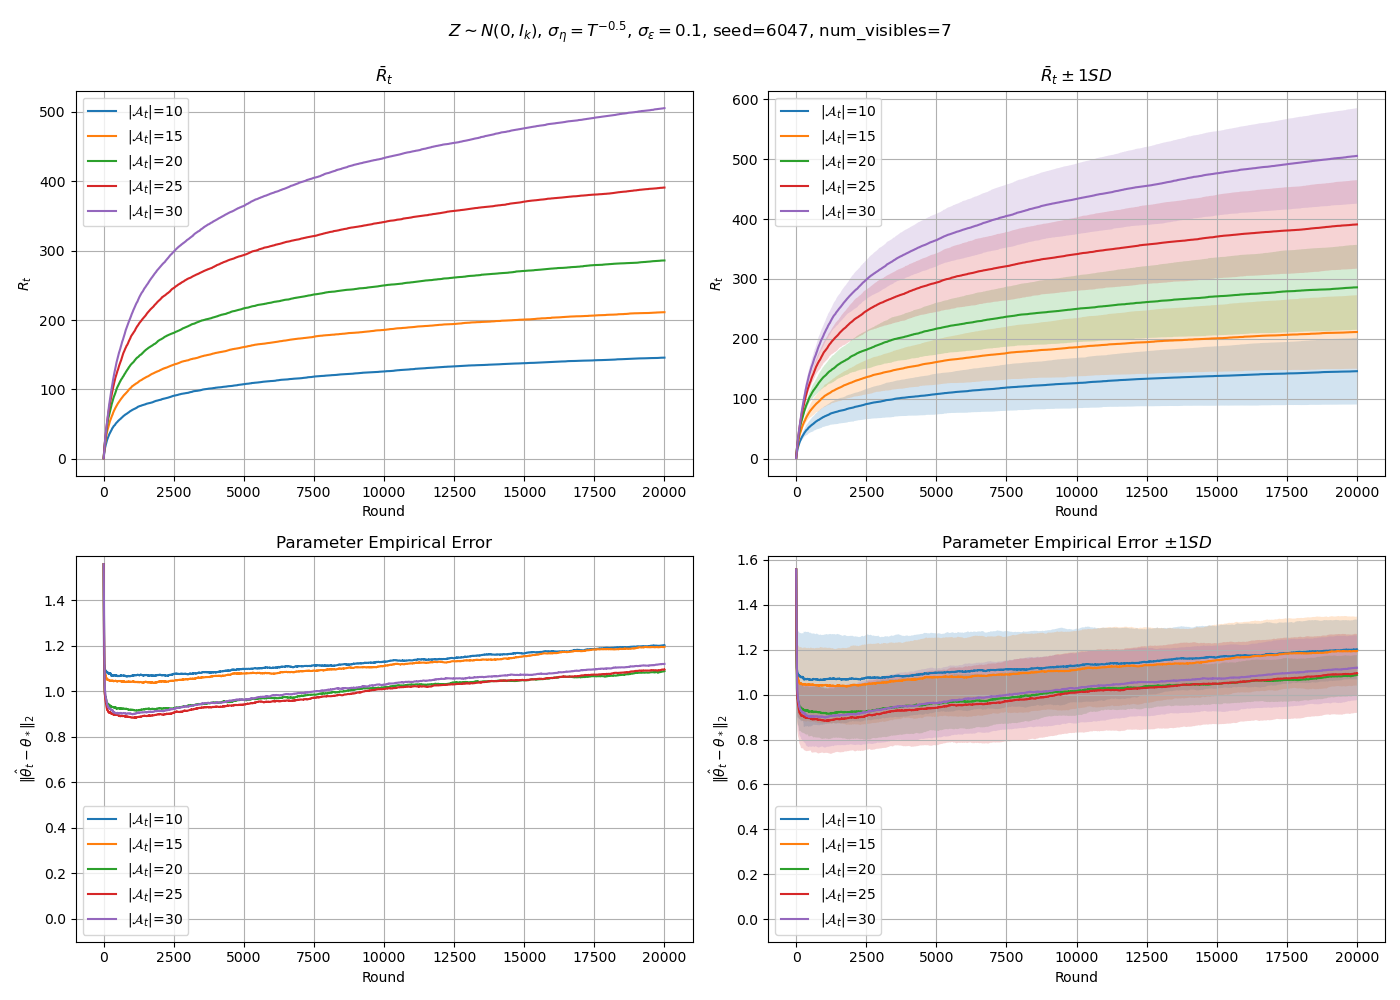 Z ∼ N(0, I_k), σ_η = T^{−0.5}, σ_ε = 0.1, seed=6047, num_visibles=7
R̄_t
R_t
500
400
300
200
100
0
|𝒜_t|=10
|𝒜_t|=15
|𝒜_t|=20
|𝒜_t|=25
|𝒜_t|=30
0 2500 5000 7500 10000 12500 15000 17500 20000
Round
R̄_t ± 1SD
R_t
600
500
400
300
200
100
0
|𝒜_t|=10
|𝒜_t|=15
|𝒜_t|=20
|𝒜_t|=25
|𝒜_t|=30
0 2500 5000 7500 10000 12500 15000 17500 20000
Round
Parameter Empirical Error
‖θ̂_t − θ_*‖_2
1.4
1.2
1.0
0.8
0.6
0.4
0.2
0.0
|𝒜_t|=10
|𝒜_t|=15
|𝒜_t|=20
|𝒜_t|=25
|𝒜_t|=30
0 2500 5000 7500 10000 12500 15000 17500 20000
Round
Parameter Empirical Error ±1SD
‖θ̂_t − θ_*‖_2
1.6
1.4
1.2
1.0
0.8
0.6
0.4
0.2
0.0
|𝒜_t|=10
|𝒜_t|=15
|𝒜_t|=20
|𝒜_t|=25
|𝒜_t|=30
0 2500 5000 7500 10000 12500 15000 17500 20000
Round